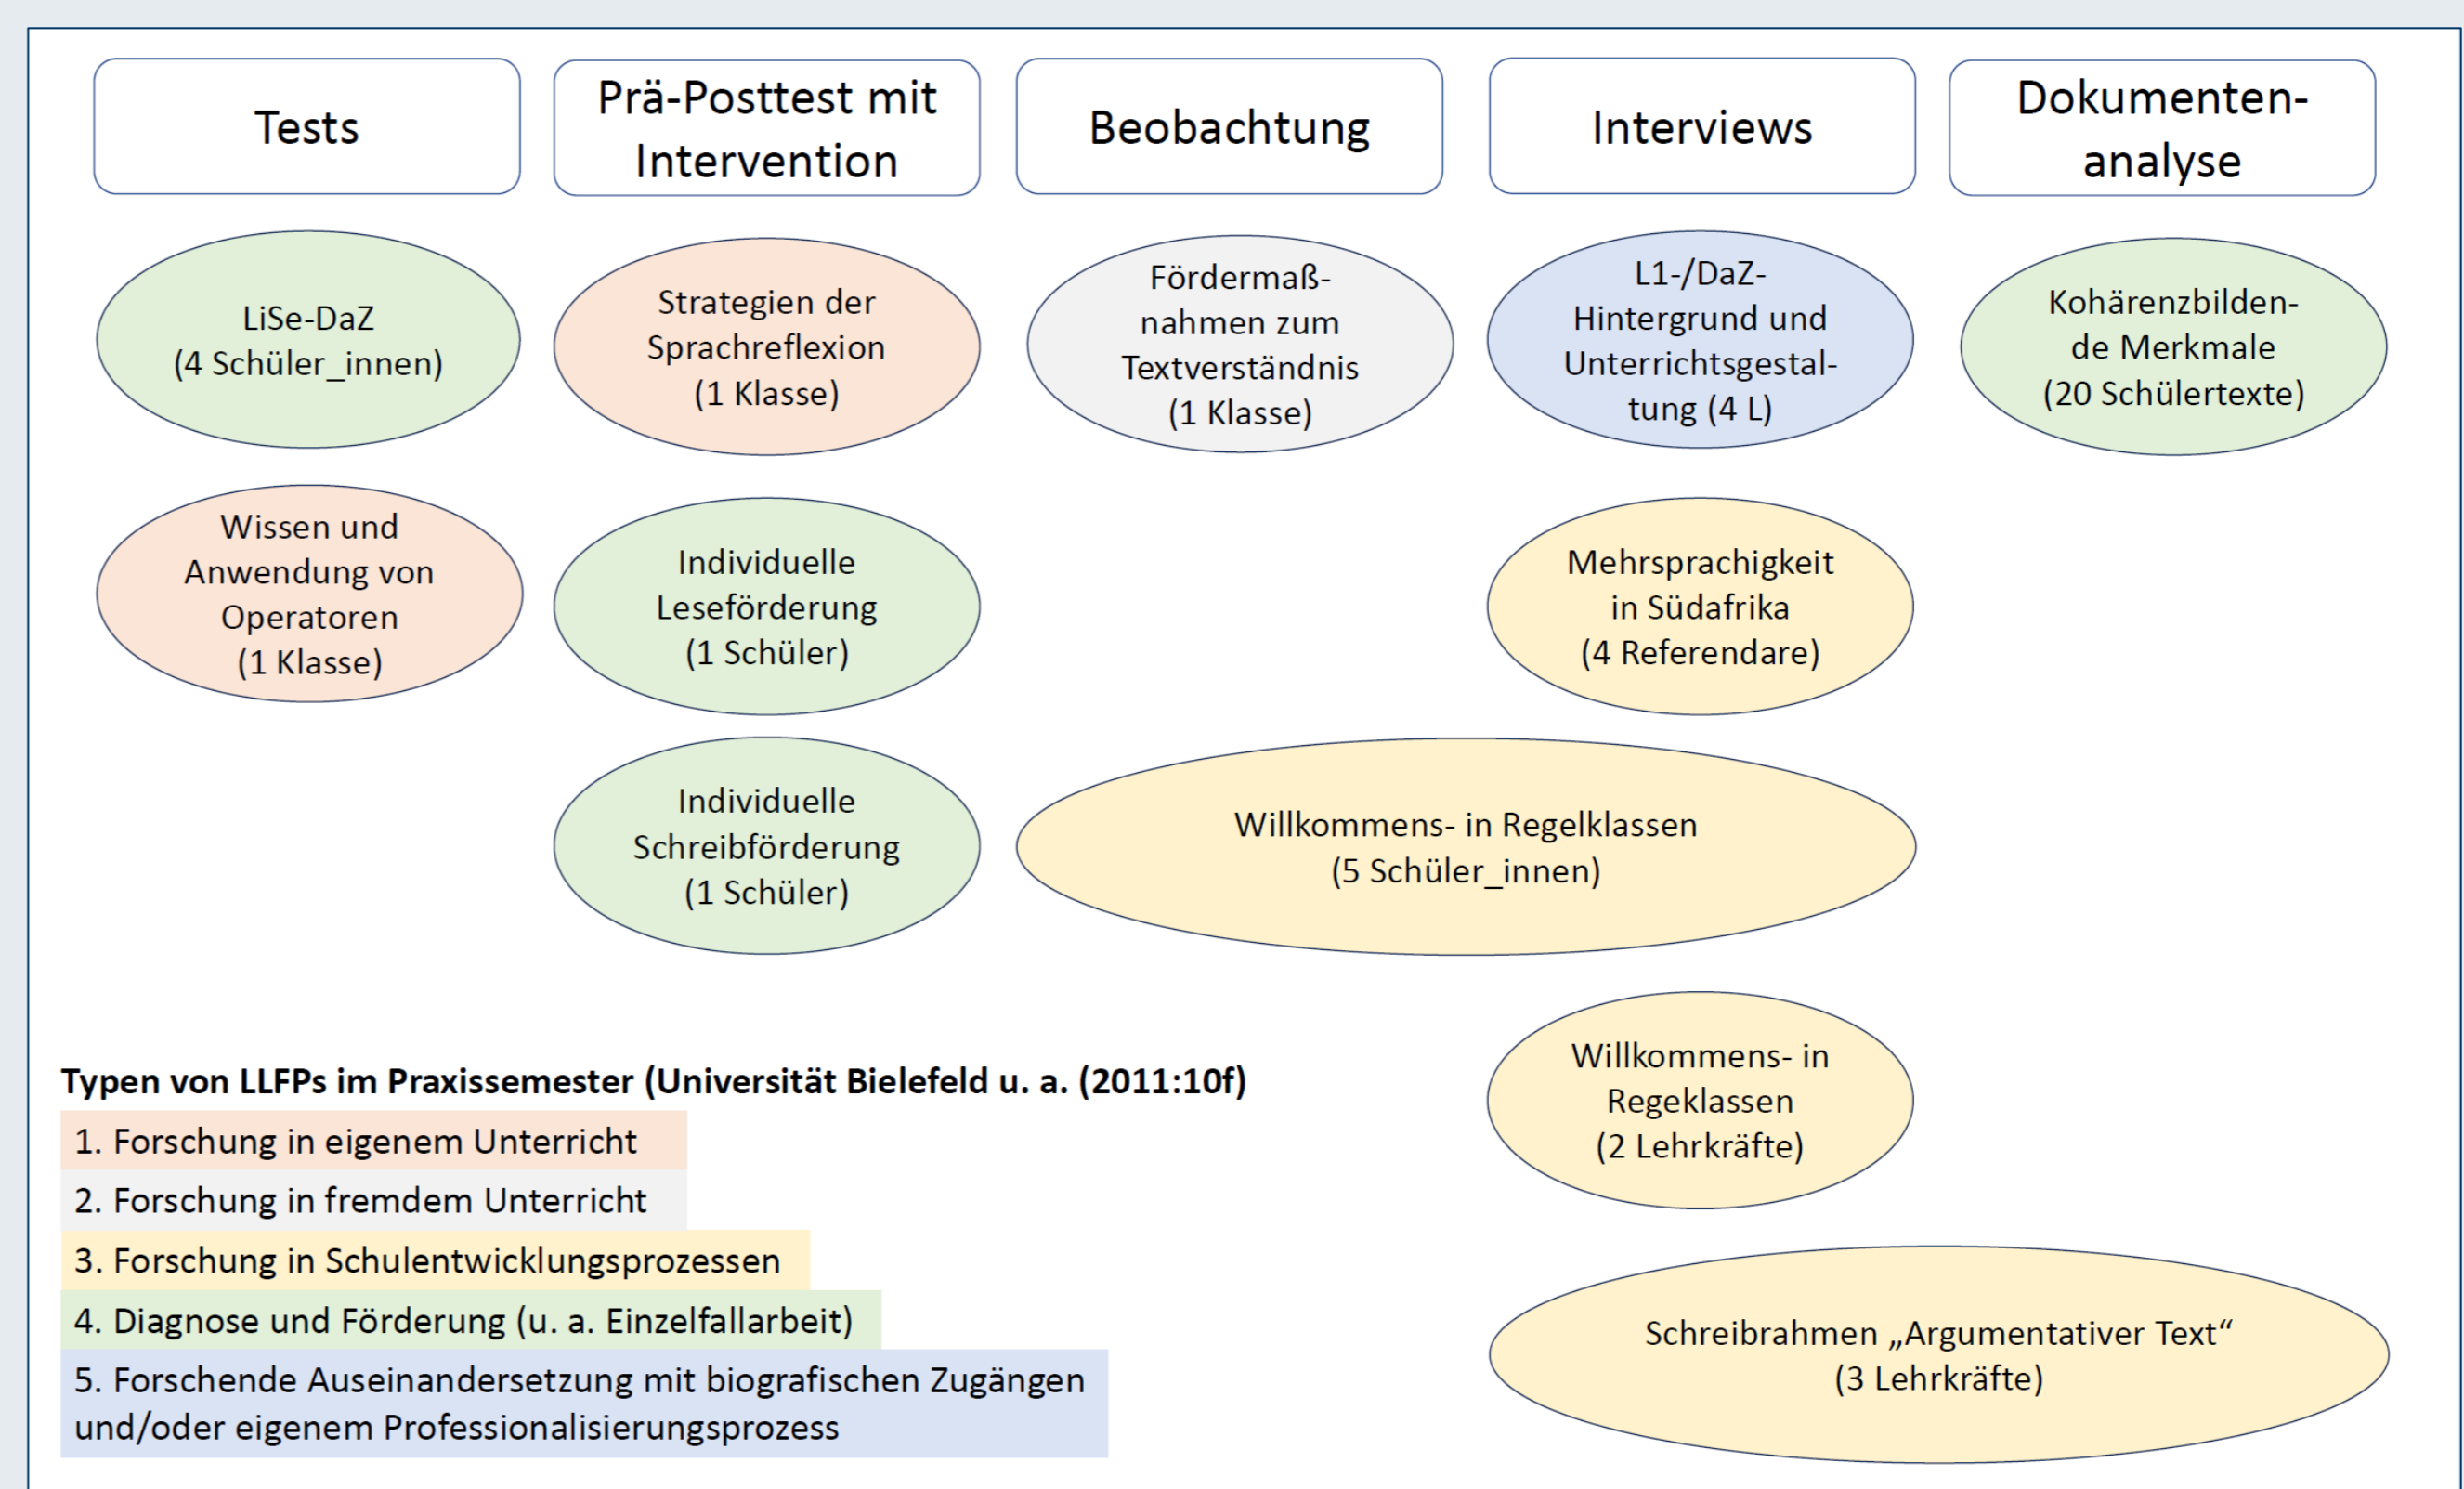 Tests
Prä-Posttest mit
Intervention
Beobachtung
Interviews
Dokumenten-
analyse
LiSe-DaZ
(4 Schüler_innen)
Strategien der
Sprachreflexion
(1 Klasse)
Fördermaß-
nahmen zum
Textverständnis
(1 Klasse)
L1-/DaZ-
Hintergrund und
Unterrichtsgestal-
tung (4 L)
Kohärenzbilden-
de Merkmale
(20 Schülertexte)
Wissen und
Anwendung von
Operatoren
(1 Klasse)
Individuelle
Leseförderung
(1 Schüler)
Mehrsprachigkeit
in Südafrika
(4 Referendare)
Individuelle
Schreibförderung
(1 Schüler)
Willkommens- in Regelklassen
(5 Schüler_innen)
Willkommens- in
Regeklassen
(2 Lehrkräfte)
Schreibrahmen „Argumentativer Text“
(3 Lehrkräfte)
Typen von LLFPs im Praxissemester (Universität Bielefeld u. a. (2011:10f)
1. Forschung in eigenem Unterricht
2. Forschung in fremdem Unterricht
3. Forschung in Schulentwicklungsprozessen
4. Diagnose und Förderung (u. a. Einzelfallarbeit)
5. Forschende Auseinandersetzung mit biografischen Zugängen
und/oder eigenem Professionalisierungsprozess